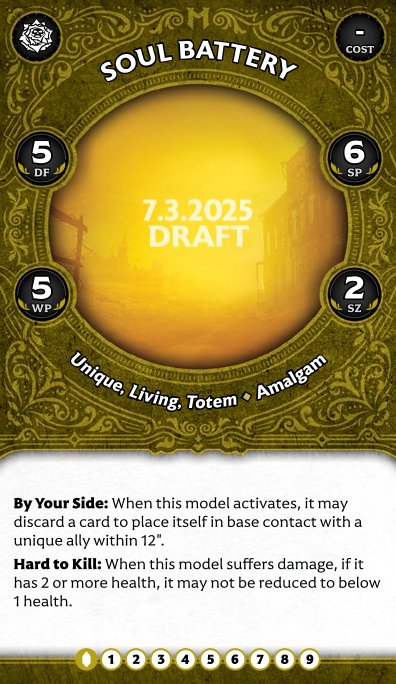 -
COST
SOUL BATTERY
5
DF
6
SP
7.3.2025
DRAFT
5
WP
2
SZ
Unique, Living, Totem ⬥ Amalgam
By Your Side: When this model activates, it may
discard a card to place itself in base contact with a
unique ally within 12".
Hard to Kill: When this model suffers damage, if it
has 2 or more health, it may not be reduced to below
1 health.
1 2 3 4 5 6 7 8 9